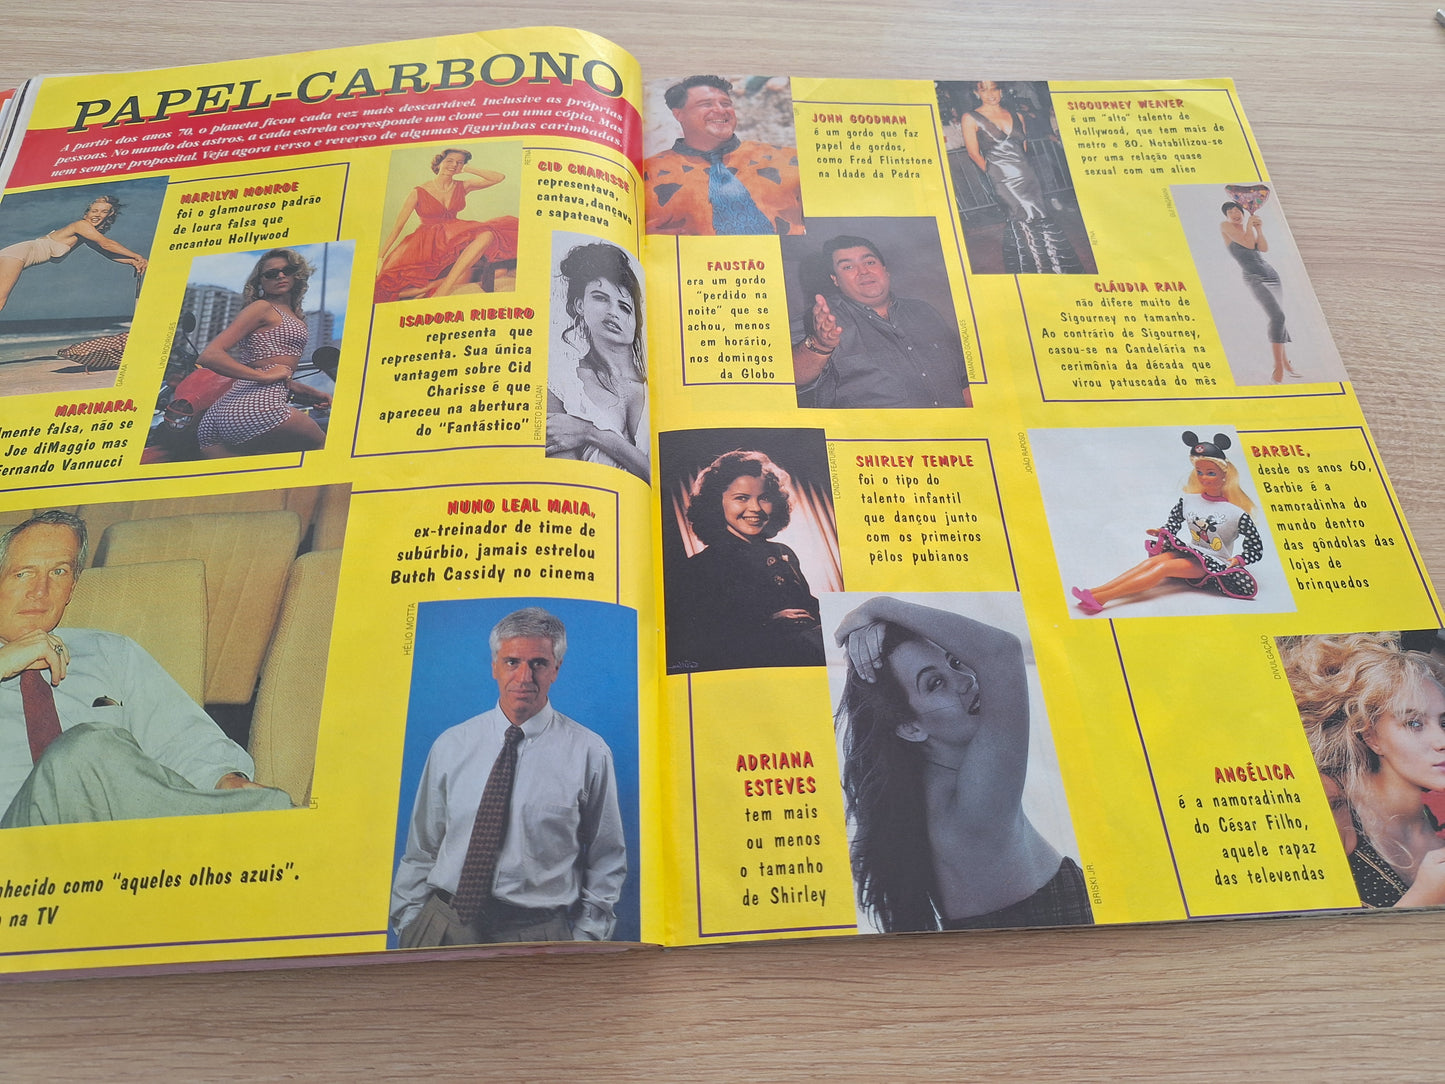 PAPEL-CARBONO
A partir dos anos 70, o planeta ficou cada vez mais descartável. Inclusive as próprias
pessoas. No mundo dos astros, a cada estrela corresponde um clone — ou uma cópia. Mas
nem sempre proposital. Veja agora verso e reverso de algumas figurinhas carimbadas.
MARILYN MONROE
foi o glamouroso padrão
de loura falsa que
encantou Hollywood
GAMMA
LINO RODRIGUES
MARINARA,
lmente falsa, não se
Joe diMaggio mas
Fernando Vannucci
RETNA
CID CHARISSE
representava,
cantava, dançava
e sapateava
ISADORA RIBEIRO
representa que
representa. Sua única
vantagem sobre Cid
Charisse é que
apareceu na abertura
do “Fantástico”
ERNESTO BALDAN
LFI
nhecido como “aqueles olhos azuis”.
na TV
NUNO LEAL MAIA,
ex-treinador de time de
subúrbio, jamais estrelou
Butch Cassidy no cinema
HÉLIO MOTTA
JOHN GOODMAN
é um gordo que faz
papel de gordos,
como Fred Flintstone
na Idade da Pedra
FAUSTÃO
era um gordo
“perdido na
noite” que se
achou, menos
em horário,
nos domingos
da Globo
ARMANDO GONÇALVES
SIGOURNEY WEAVER
é um “alto” talento de
Hollywood, que tem mais de
metro e 80. Notabilizou-se
por uma relação quase
sexual com um alien
RETNA
CLÁUDIA RAIA
não difere muito de
Sigourney no tamanho.
Ao contrário de Sigourney,
casou-se na Candelária na
cerimônia da década que
virou patuscada do mês
LONDON FEATURES
SHIRLEY TEMPLE
foi o tipo do
talento infantil
que dançou junto
com os primeiros
pêlos pubianos
ADRIANA
ESTEVES
tem mais
ou menos
o tamanho
de Shirley
BRISKI JR.
JOÃO RAPOSO
BARBIE,
desde os anos 60,
Barbie é a
namoradinha do
mundo dentro
das gôndolas das
lojas de
brinquedos
DIVULGAÇÃO
ANGÉLICA
é a namoradinha
do César Filho,
aquele rapaz
das televendas